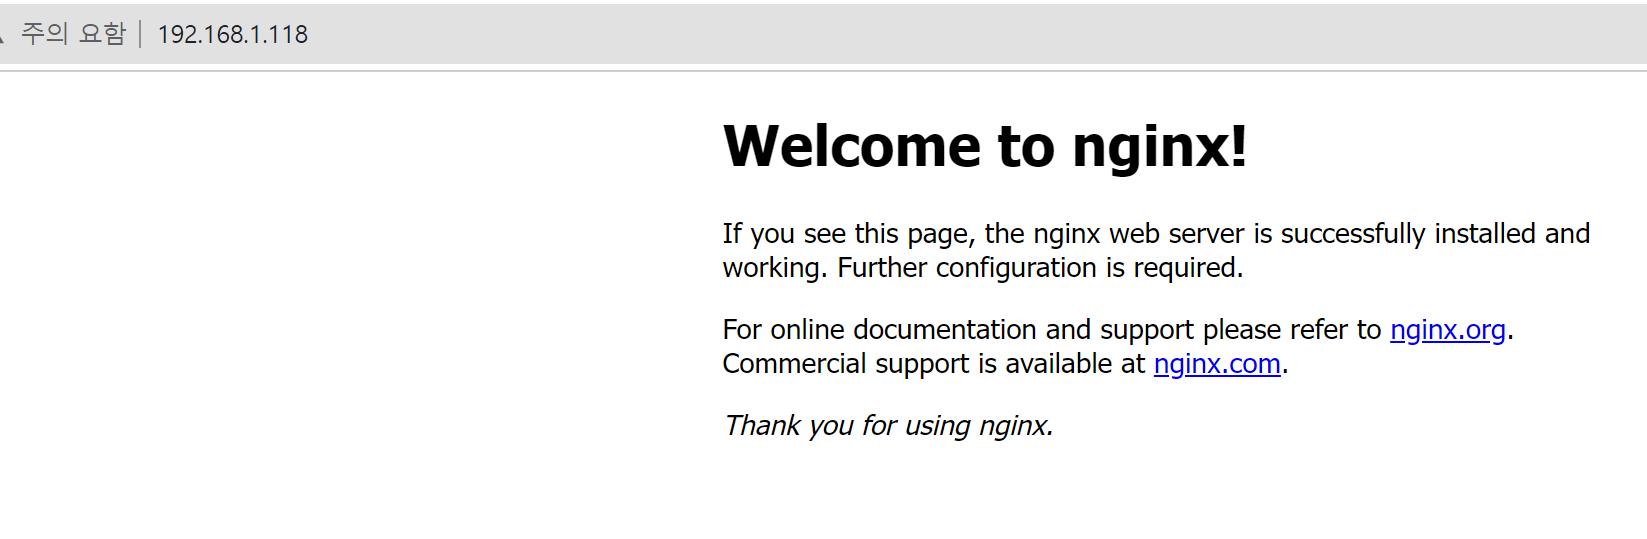 주의 요함 192.168.1.118
Welcome to nginx!
If you see this page, the nginx web server is successfully installed and
working. Further configuration is required.
For online documentation and support please refer to nginx.org.
Commercial support is available at nginx.com.
Thank you for using nginx.